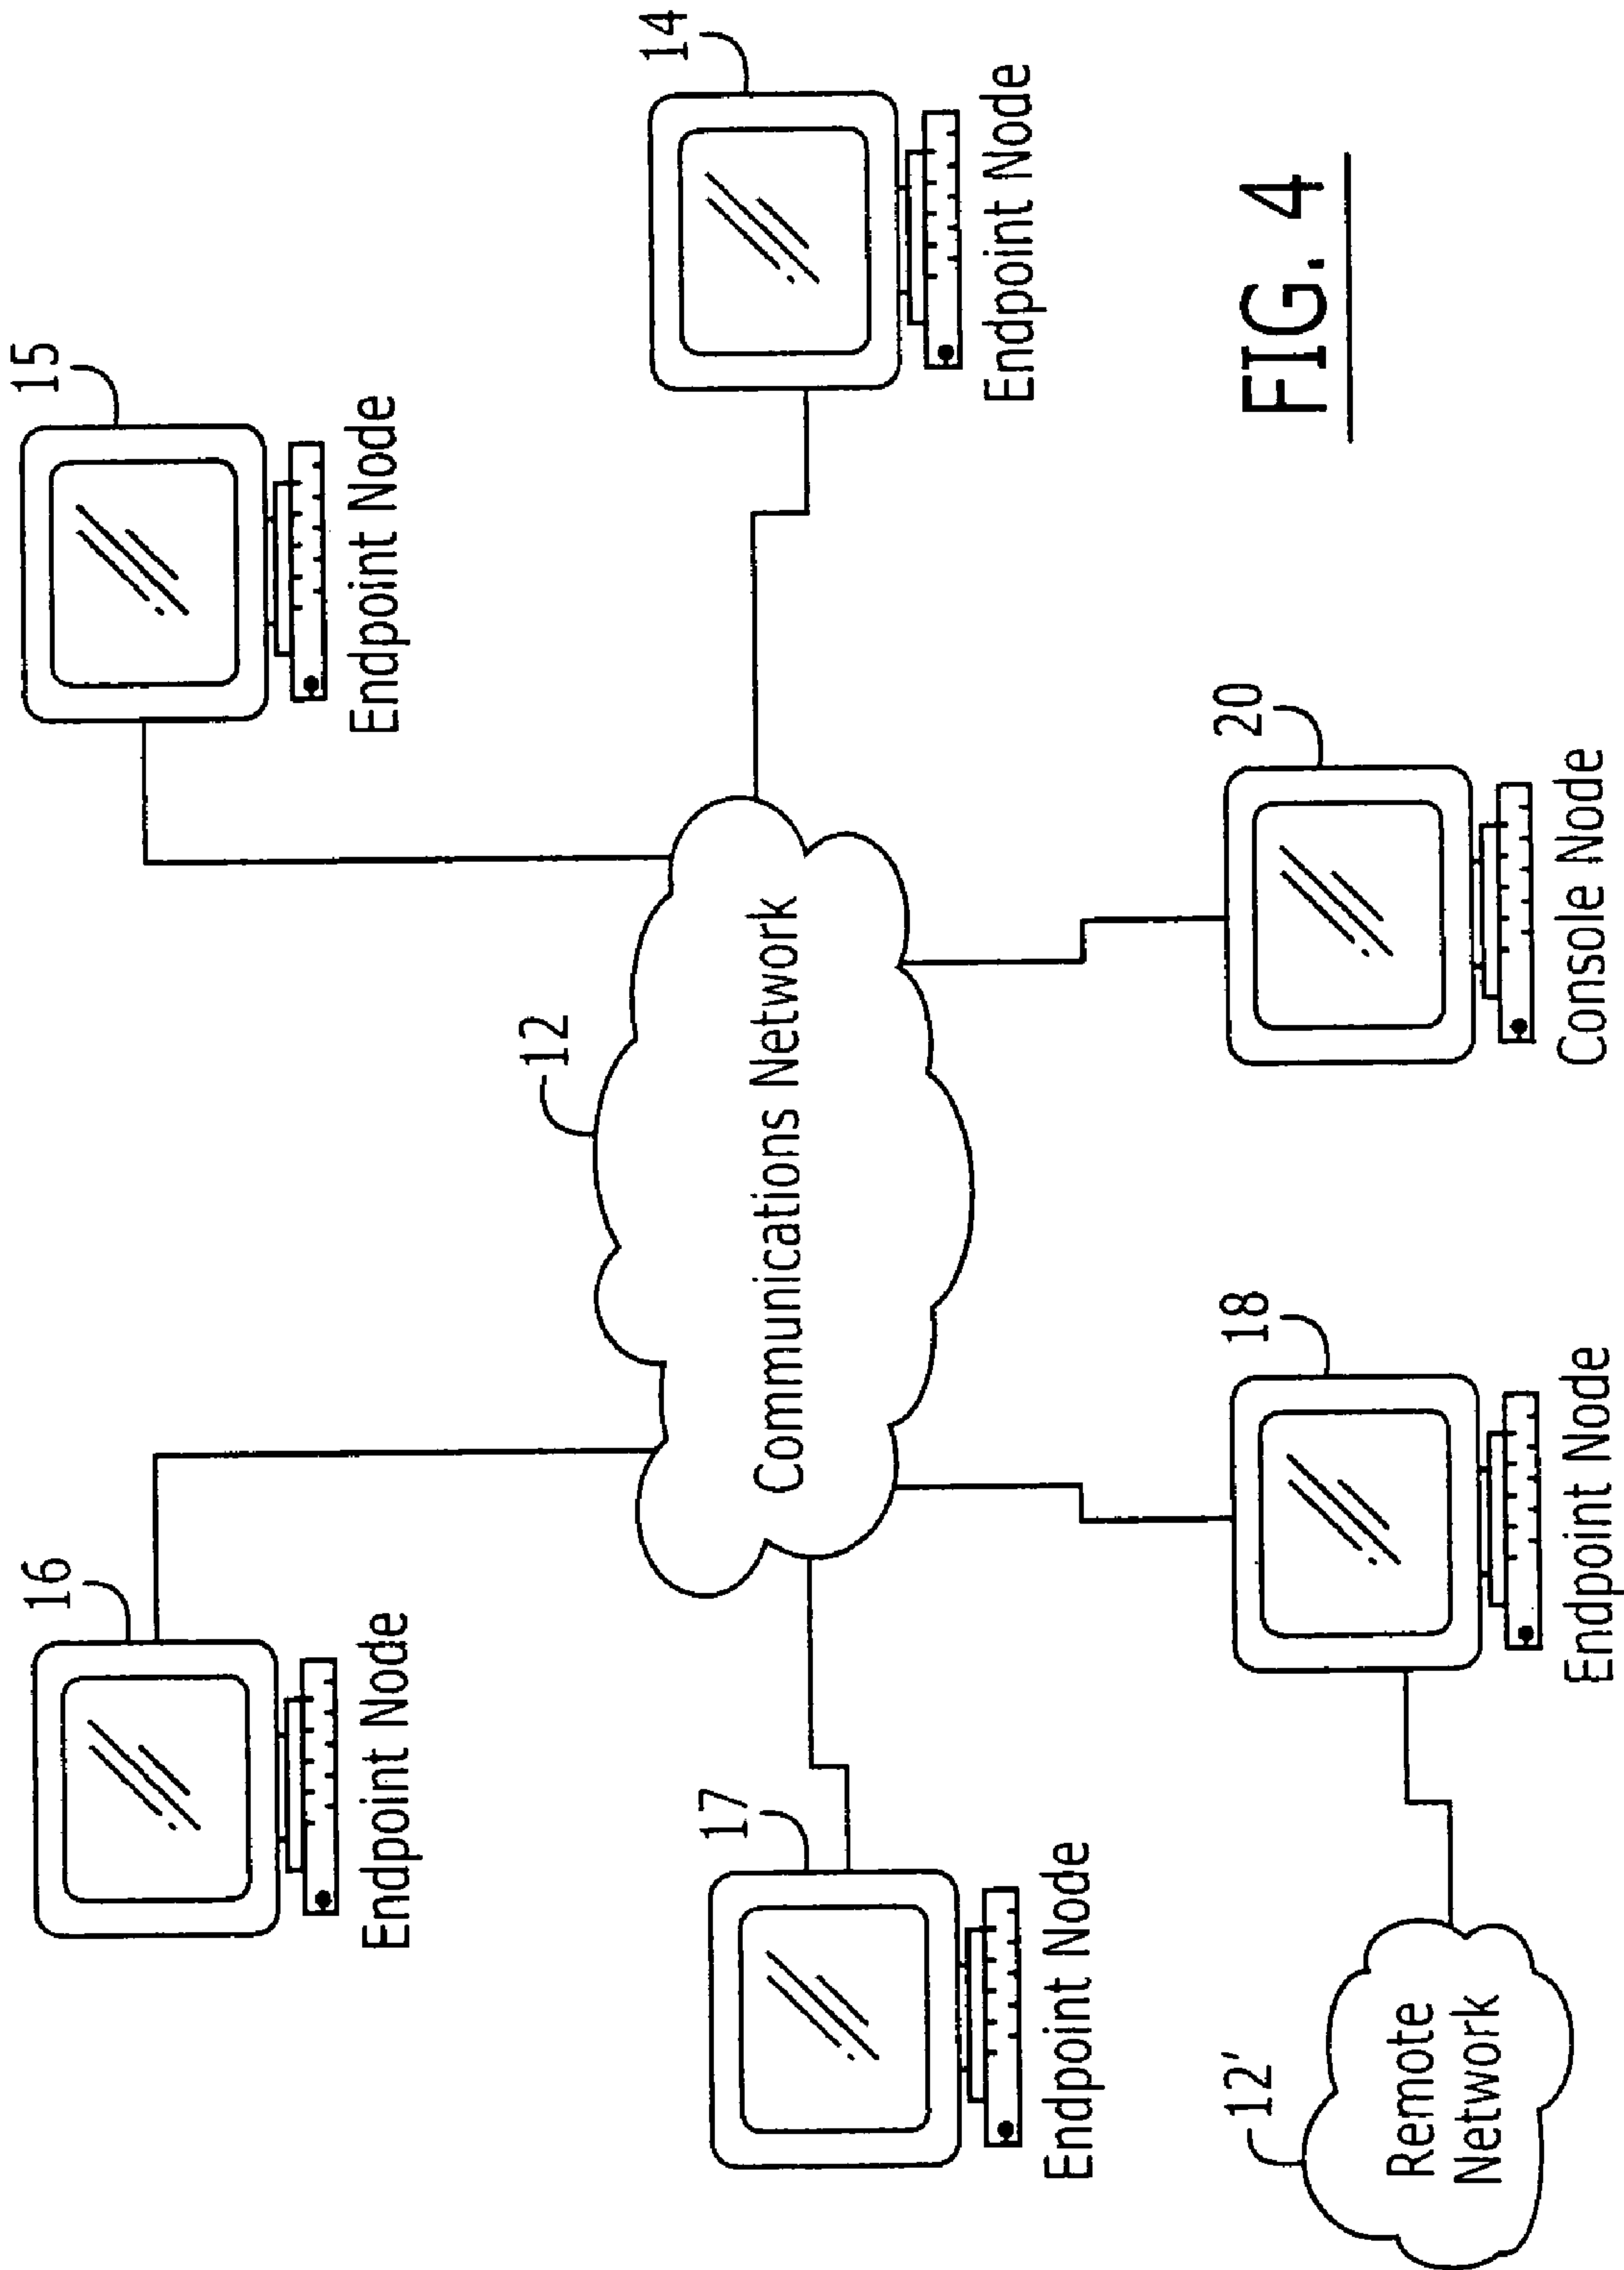 16
Endpoint Node
15
Endpoint Node
12
Communications Network
17
Endpoint Node
14
Endpoint Node
12'
Remote
Network
18
Endpoint Node
20
Console Node
FIG. 4